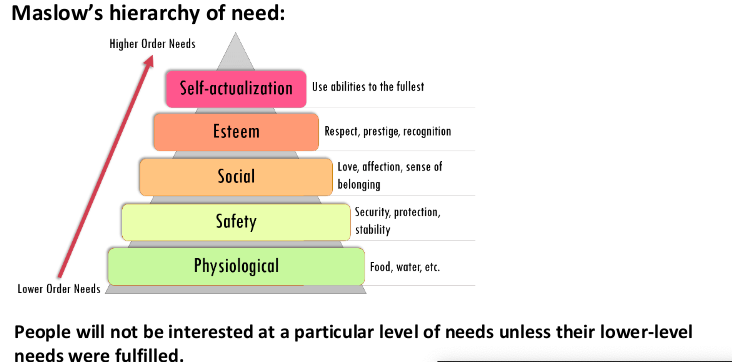 Maslow's hierarchy of need:
Higher Order Needs
Self-actualization
Use abilities to the fullest
Esteem
Respect, prestige, recognition
Social
Love, affection, sense of
belonging
Safety
Security, protection,
stability
Physiological
Food, water, etc.
Lower Order Needs
People will not be interested at a particular level of needs unless their lower-level
needs were fulfilled.